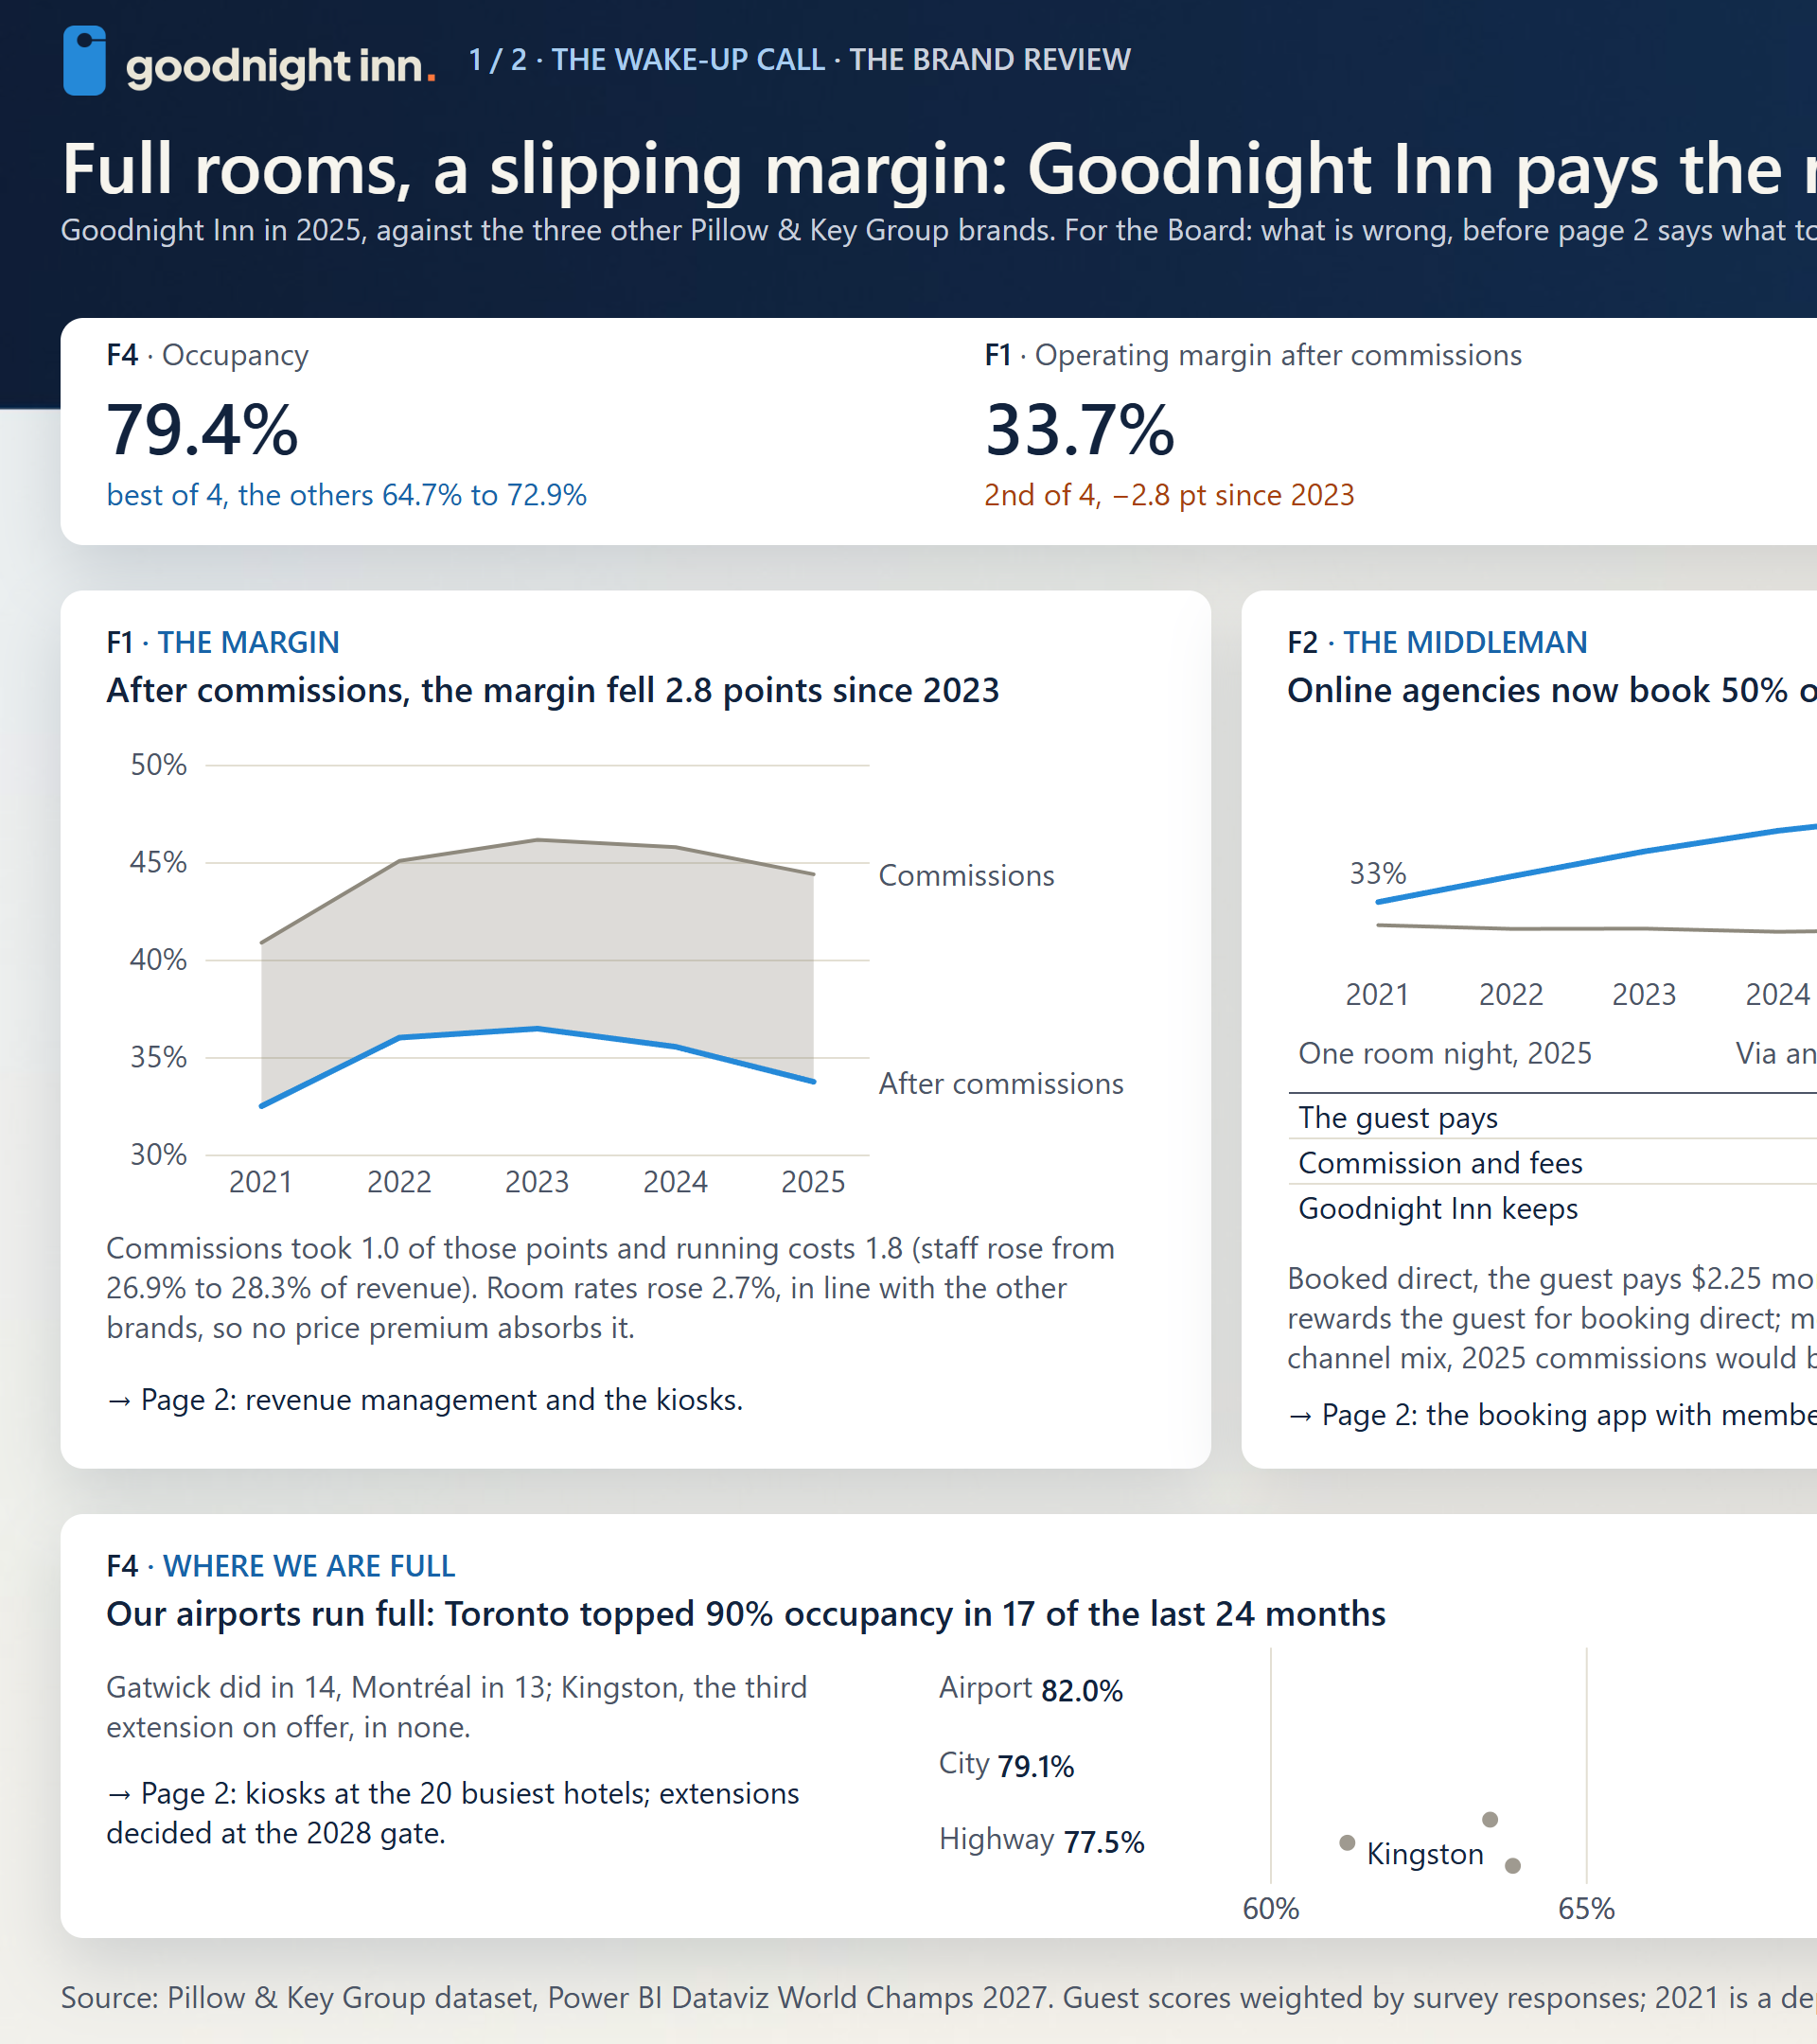 goodnight inn.
1 / 2 · THE WAKE-UP CALL · THE BRAND REVIEW
Full rooms, a slipping margin: Goodnight Inn pays the
Goodnight Inn in 2025, against the three other Pillow & Key Group brands. For the Board: what is wrong, before page 2 says what to
F4 · Occupancy
79.4%
best of 4, the others 64.7% to 72.9%
F1 · Operating margin after commissions
33.7%
2nd of 4, −2.8 pt since 2023
F1 · THE MARGIN
After commissions, the margin fell 2.8 points since 2023
50%
45%
40%
35%
30%
Commissions
After commissions
2021 2022 2023 2024 2025
Commissions took 1.0 of those points and running costs 1.8 (staff rose from
26.9% to 28.3% of revenue). Room rates rose 2.7%, in line with the other
brands, so no price premium absorbs it.
→ Page 2: revenue management and the kiosks.
F2 · THE MIDDLEMAN
Online agencies now book 50%
33%
2021 2022 2023 2024
One room night, 2025 Via an
The guest pays
Commission and fees
Goodnight Inn keeps
Booked direct, the guest pays $2.25
rewards the guest for booking direct;
channel mix, 2025 commissions would
→ Page 2: the booking app with
F4 · WHERE WE ARE FULL
Our airports run full: Toronto topped 90% occupancy in 17 of the last 24 months
Gatwick did in 14, Montréal in 13; Kingston, the third
extension on offer, in none.
→ Page 2: kiosks at the 20 busiest hotels; extensions
decided at the 2028 gate.
Airport 82.0%
City 79.1%
Highway 77.5%
Kingston
60% 65%
Source: Pillow & Key Group dataset, Power BI Dataviz World Champs 2027. Guest scores weighted by survey responses; 2021 is a